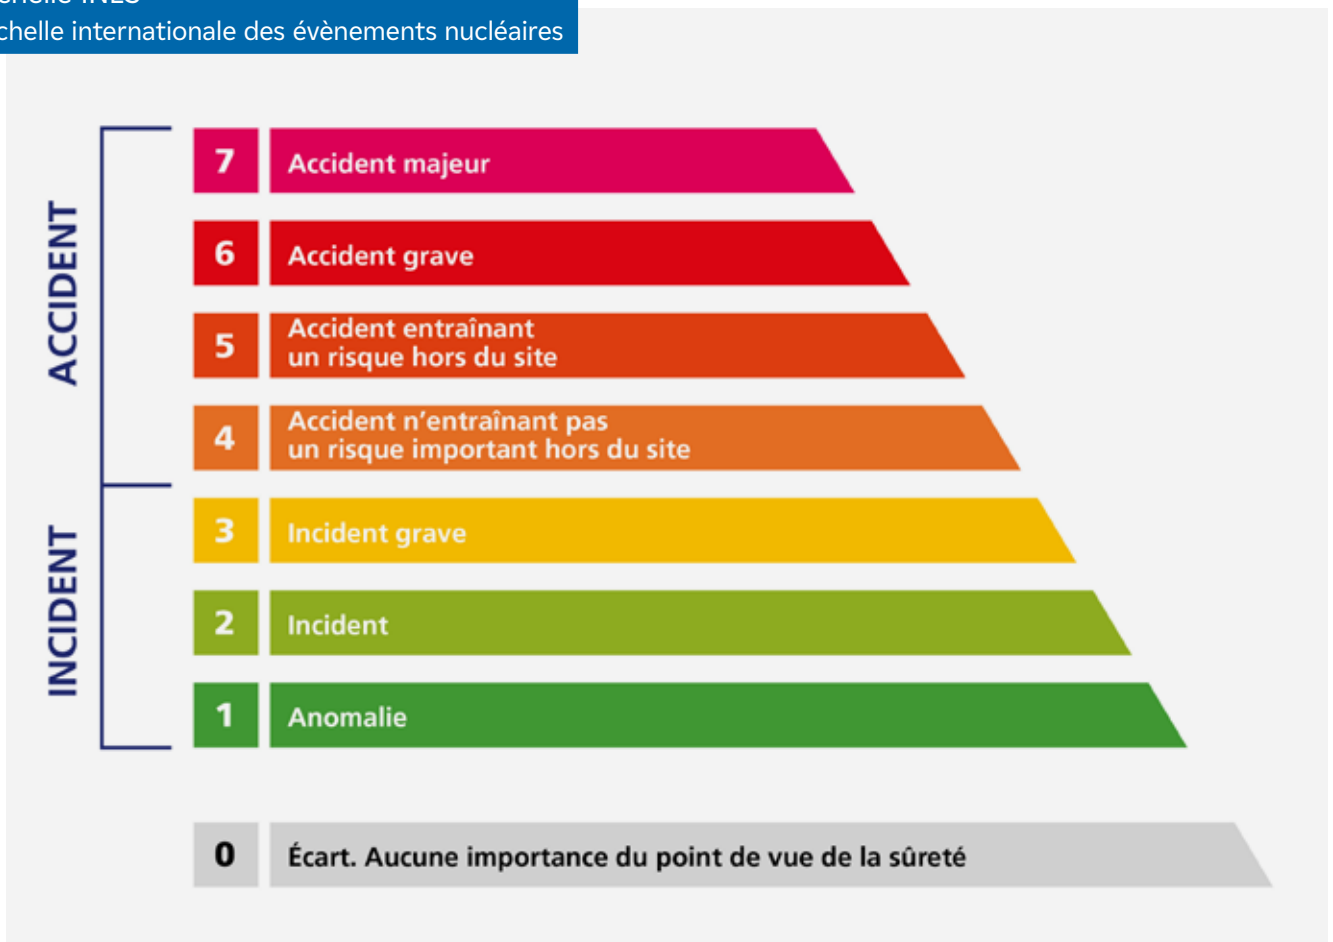 chelle internationale des évènements nucléaires
ACCIDENT
7 Accident majeur
6 Accident grave
5 Accident entraînant
un risque hors du site
4 Accident n'entraînant pas
un risque important hors du site
INCIDENT
3 Incident grave
2 Incident
1 Anomalie
0 Écart. Aucune importance du point de vue de la sûreté